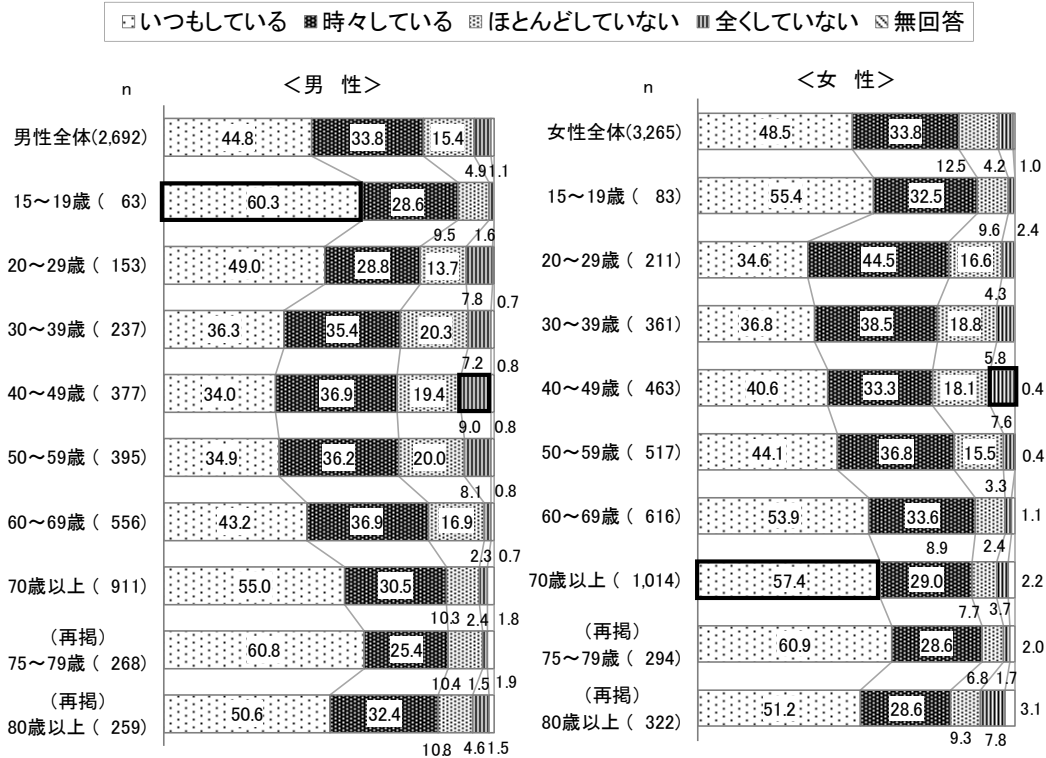 いつもしている 時々している ほとんどしていない 全くしていない 無回答
n ＜男 性＞
男性全体(2,692) 44.8 33.8 15.4
4.9 1.1
15～19歳 ( 63) 60.3 28.6
9.5 1.6
20～29歳 ( 153) 49.0 28.8 13.7
7.8 0.7
30～39歳 ( 237) 36.3 35.4 20.3
7.2 0.8
40～49歳 ( 377) 34.0 36.9 19.4
9.0 0.8
50～59歳 ( 395) 34.9 36.2 20.0
8.1 0.8
60～69歳 ( 556) 43.2 36.9 16.9
2.3 0.7
70歳以上 ( 911) 55.0 30.5
10.3 2.4 1.8
（再掲）
75～79歳 ( 268) 60.8 25.4
10.4 1.5 1.9
（再掲）
80歳以上 ( 259) 50.6 32.4
10.8 4.6 1.5
n ＜女 性＞
女性全体(3,265) 48.5 33.8
12.5 4.2 1.0
15～19歳 ( 83) 55.4 32.5
9.6 2.4
20～29歳 ( 211) 34.6 44.5 16.6
4.3
30～39歳 ( 361) 36.8 38.5 18.8
5.8
40～49歳 ( 463) 40.6 33.3 18.1 0.4
7.6
50～59歳 ( 517) 44.1 36.8 15.5 0.4
3.3
60～69歳 ( 616) 53.9 33.6 1.1
8.9 2.4
70歳以上 ( 1,014) 57.4 29.0 2.2
7.7 3.7
（再掲）
75～79歳 ( 294) 60.9 28.6 2.0
6.8 1.7
（再掲）
80歳以上 ( 322) 51.2 28.6 3.1
9.3 7.8